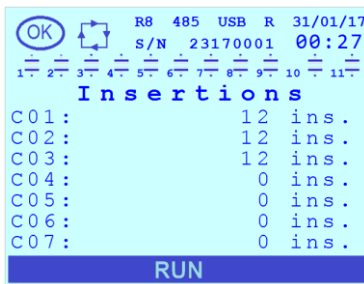 OK R8 485 USB R 31/01/17
S/N 23170001 00:27
1 2 3 4 5 6 7 8 9 10 11
Insertions
C01: 12 ins.
C02: 12 ins.
C03: 12 ins.
C04: 0 ins.
C05: 0 ins.
C06: 0 ins.
C07: 0 ins.
RUN